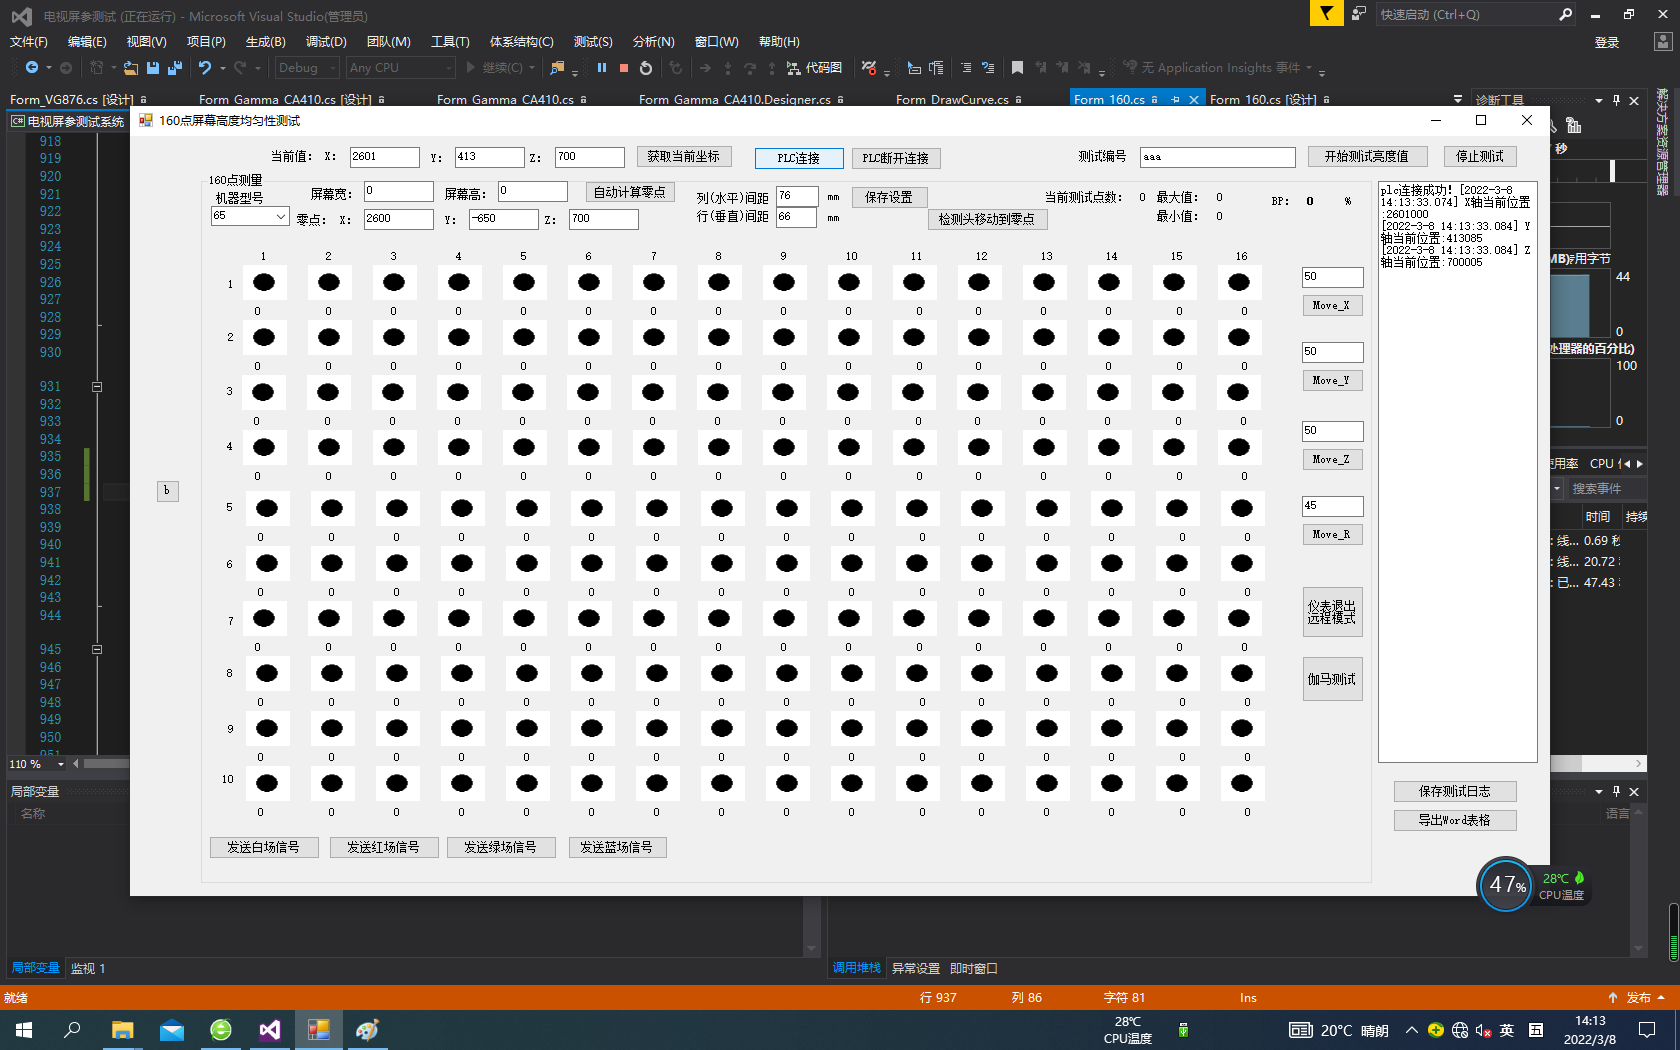 电视屏参测试 (正在运行) - Microsoft Visual Studio(管理员)
快速启动 (Ctrl+Q)
文件(F) 编辑(E) 视图(V) 项目(P) 生成(B) 调试(D) 团队(M) 工具(T) 体系结构(C) 测试(S) 分析(N) 窗口(W) 帮助(H)
登录
Debug Any CPU 继续(C) 代码图 无 Application Insights 事件
Form_VG876.cs [设计] Form_Gamma_CA410.cs [设计] Form_Gamma_CA410.cs Form_Gamma_CA410.Designer.cs Form_DrawCurve.cs Form_160.cs Form_160.cs [设计]
诊断工具
解决方案资源管理器
C# 电视屏参测试系统
160点屏幕亮度均匀性测试
当前值: X: 2601 Y: 413 Z: 700 获取当前坐标 PLC连接 PLC断开连接 测试编号 aaa 开始测试亮度值 停止测试
160点测量
机器型号 65
屏幕宽: 0 屏幕高: 0 自动计算零点
零点: X: 2600 Y: -650 Z: 700
列(水平)间距 76 mm 保存设置
行(垂直)间距 66 mm 检测头移动到零点
当前测试点数: 0 最大值: 0
最小值: 0
BP: 0 %
1 2 3 4 5 6 7 8 9 10 11 12 13 14 15 16
1
0 0 0 0 0 0 0 0 0 0 0 0 0 0 0 0
2
0 0 0 0 0 0 0 0 0 0 0 0 0 0 0 0
3
0 0 0 0 0 0 0 0 0 0 0 0 0 0 0 0
4
0 0 0 0 0 0 0 0 0 0 0 0 0 0 0 0
5
0 0 0 0 0 0 0 0 0 0 0 0 0 0 0 0
6
0 0 0 0 0 0 0 0 0 0 0 0 0 0 0 0
7
0 0 0 0 0 0 0 0 0 0 0 0 0 0 0 0
8
0 0 0 0 0 0 0 0 0 0 0 0 0 0 0 0
9
0 0 0 0 0 0 0 0 0 0 0 0 0 0 0 0
10
0 0 0 0 0 0 0 0 0 0 0 0 0 0 0 0
b
50
Move_X
50
Move_Y
50
Move_Z
45
Move_R
仪表退出
远程模式
伽马测试
发送白场信号 发送红场信号 发送绿场信号 发送蓝场信号
plc连接成功! [2022-3-8
14:13:33.074] X轴当前位置
:2601000
[2022-3-8 14:13:33.084] Y
轴当前位置:413085
[2022-3-8 14:13:33.084] Z
轴当前位置:700005
保存测试日志
导出Word表格
918
919
920
921
922
923
924
925
926
927
928
929
930
931
932
933
934
935
936
937
938
939
940
941
942
943
944
945
946
947
948
949
950
951
110 %
秒
MB)
用字节
44
0
处理器的百分比)
100
0
使用率 CPU
搜索事件
时间 持续
线... 0.69 秒
线... 20.72
已... 47.43
局部变量
名称
语言
局部变量 监视 1
调用堆栈 异常设置 即时窗口
47%
28℃
CPU温度
就绪 行 937 列 86 字符 81 Ins 发布
28℃
CPU温度
20°C 晴朗 英
14:13
2022/3/8